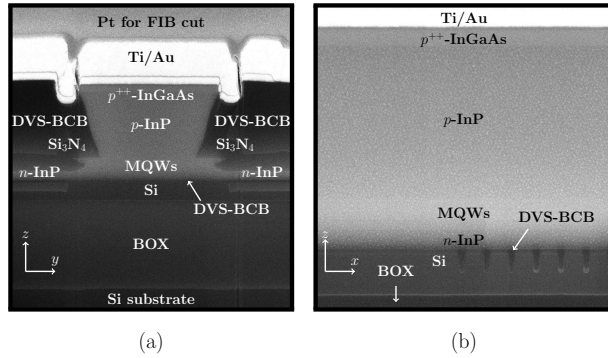 Pt for FIB cut
Ti/Au
p++-InGaAs
DVS-BCB
DVS-BCB
p-InP
Si3N4
Si3N4
MQWs
n-InP
n-InP
Si
DVS-BCB
z
BOX
y
Si substrate
(a)
Ti/Au
p++-InGaAs
p-InP
MQWs
DVS-BCB
n-InP
z
Si
x
BOX
(b)